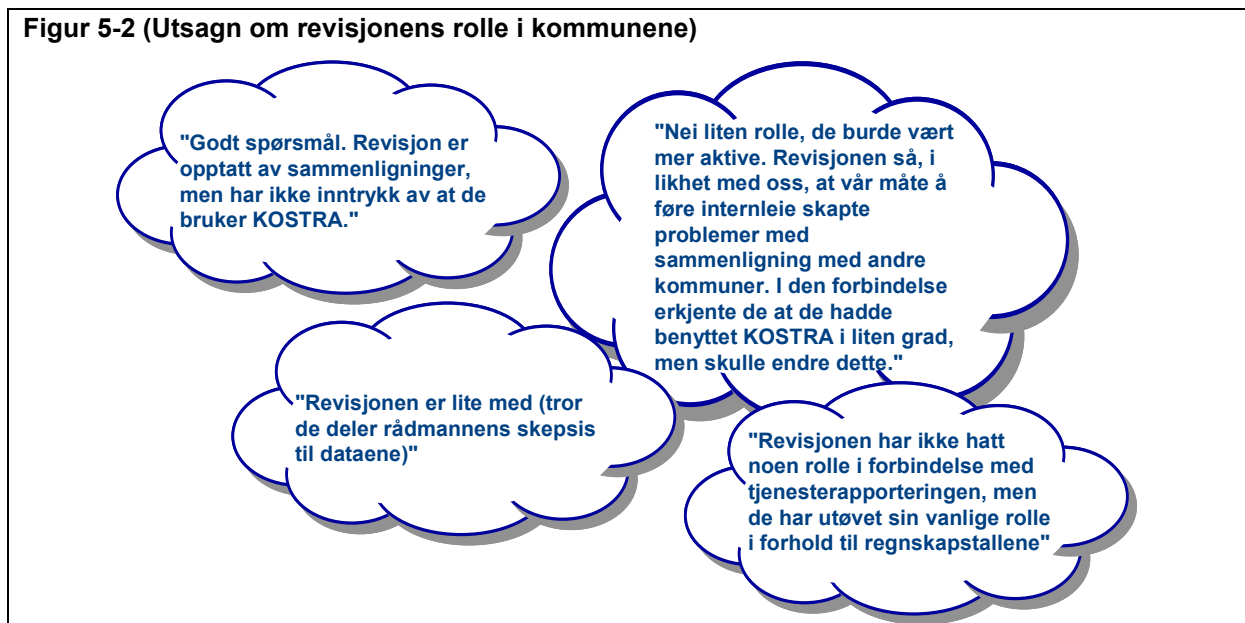 Figur 5-2 (Utsagn om revisjonens rolle i kommunene)
"Godt spørsmål. Revisjon er
opptatt av sammenligninger,
men har ikke inntrykk av at de
bruker KOSTRA."
"Nei liten rolle, de burde vært
mer aktive. Revisjonen så, i
likhet med oss, at vår måte å
føre internleie skapte
problemer med
sammenligning med andre
kommuner. I den forbindelse
erkjente de at de hadde
benyttet KOSTRA i liten grad,
men skulle endre dette."
"Revisjonen er lite med (tror
de deler rådmannens skepsis
til dataene)"
"Revisjonen har ikke hatt
noen rolle i forbindelse med
tjenesterapporteringen, men
de har utøvet sin vanlige rolle
i forhold til regnskapstallene"